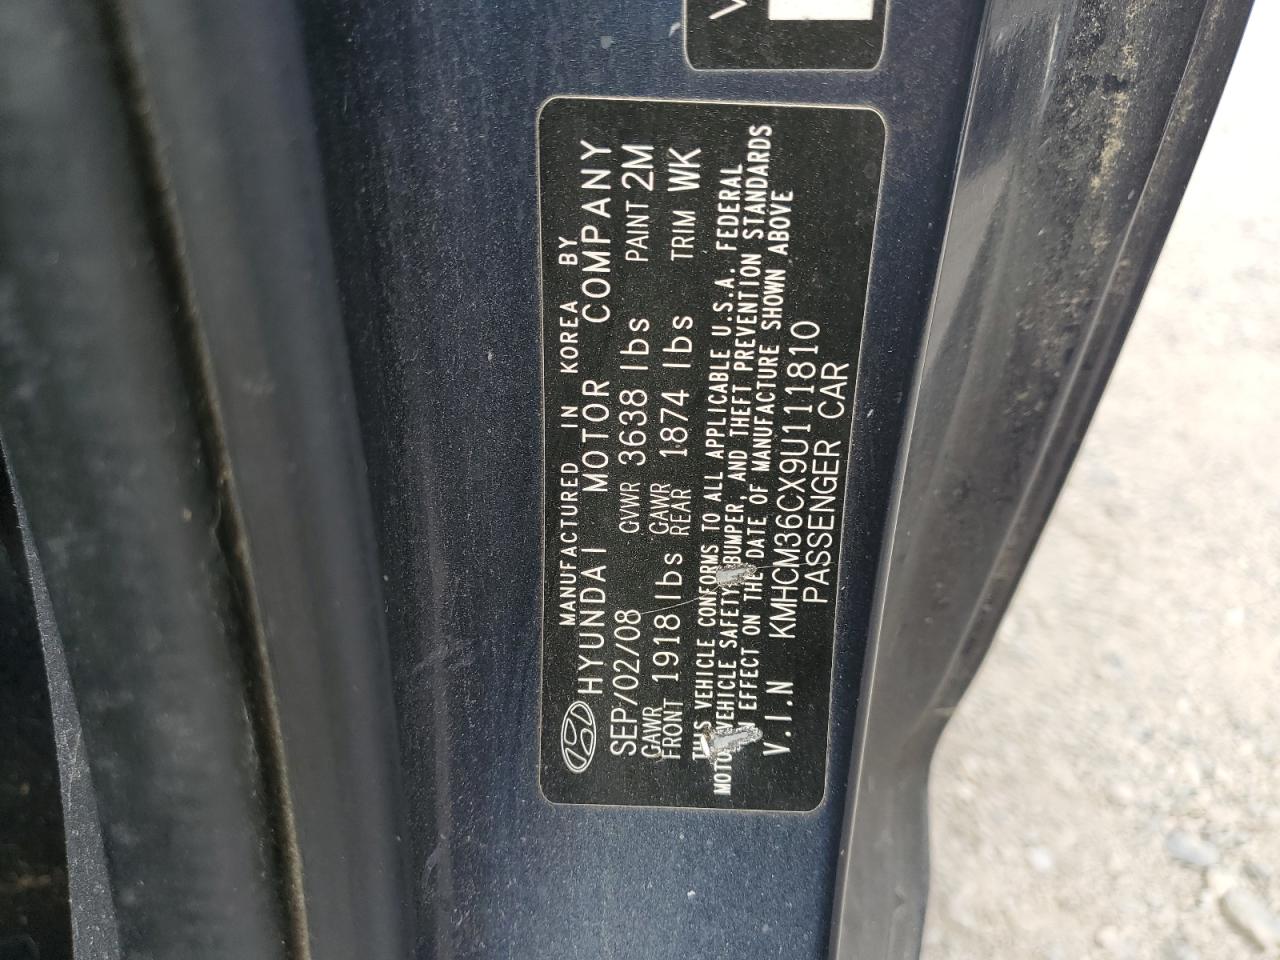 MANUFACTURED IN KOREA BY
HYUNDAI MOTOR COMPANY
SEP/02/08 GVWR 3638 lbs PAINT 2M
GAWR FRONT 1918 lbs GAWR REAR 1874 lbs TRIM WK
THIS VEHICLE CONFORMS TO ALL APPLICABLE U.S.A. FEDERAL
MOTOR VEHICLE SAFETY, BUMPER, AND THEFT PREVENTION STANDARDS
IN EFFECT ON THE DATE OF MANUFACTURE SHOWN ABOVE
V.I.N KMHCM36CX9U111810
PASSENGER CAR
V